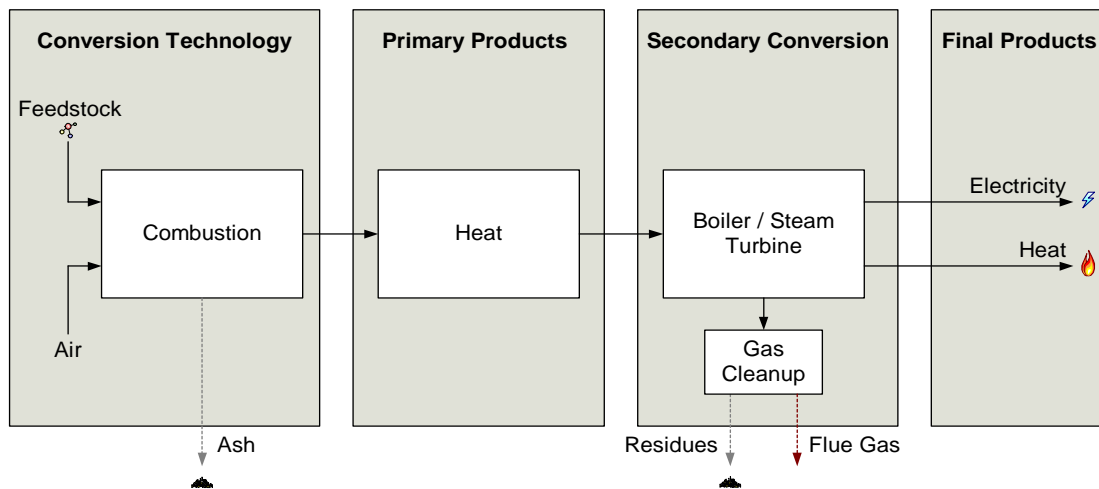 Conversion Technology
Primary Products
Secondary Conversion
Final Products
Feedstock
Combustion
Air
Ash
Heat
Boiler / Steam
Turbine
Gas
Cleanup
Residues
Flue Gas
Electricity
Heat